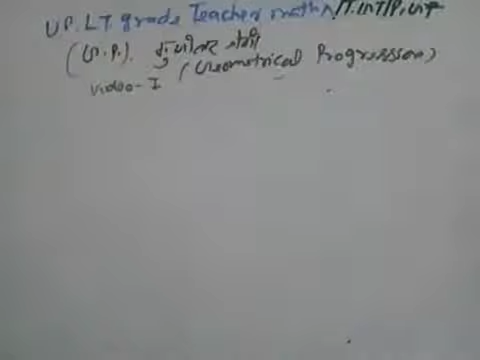 UP. LT. grade Teacher math
(G.P.). गुणोत्तर श्रेणी
(Geometrical Progression)
video- I